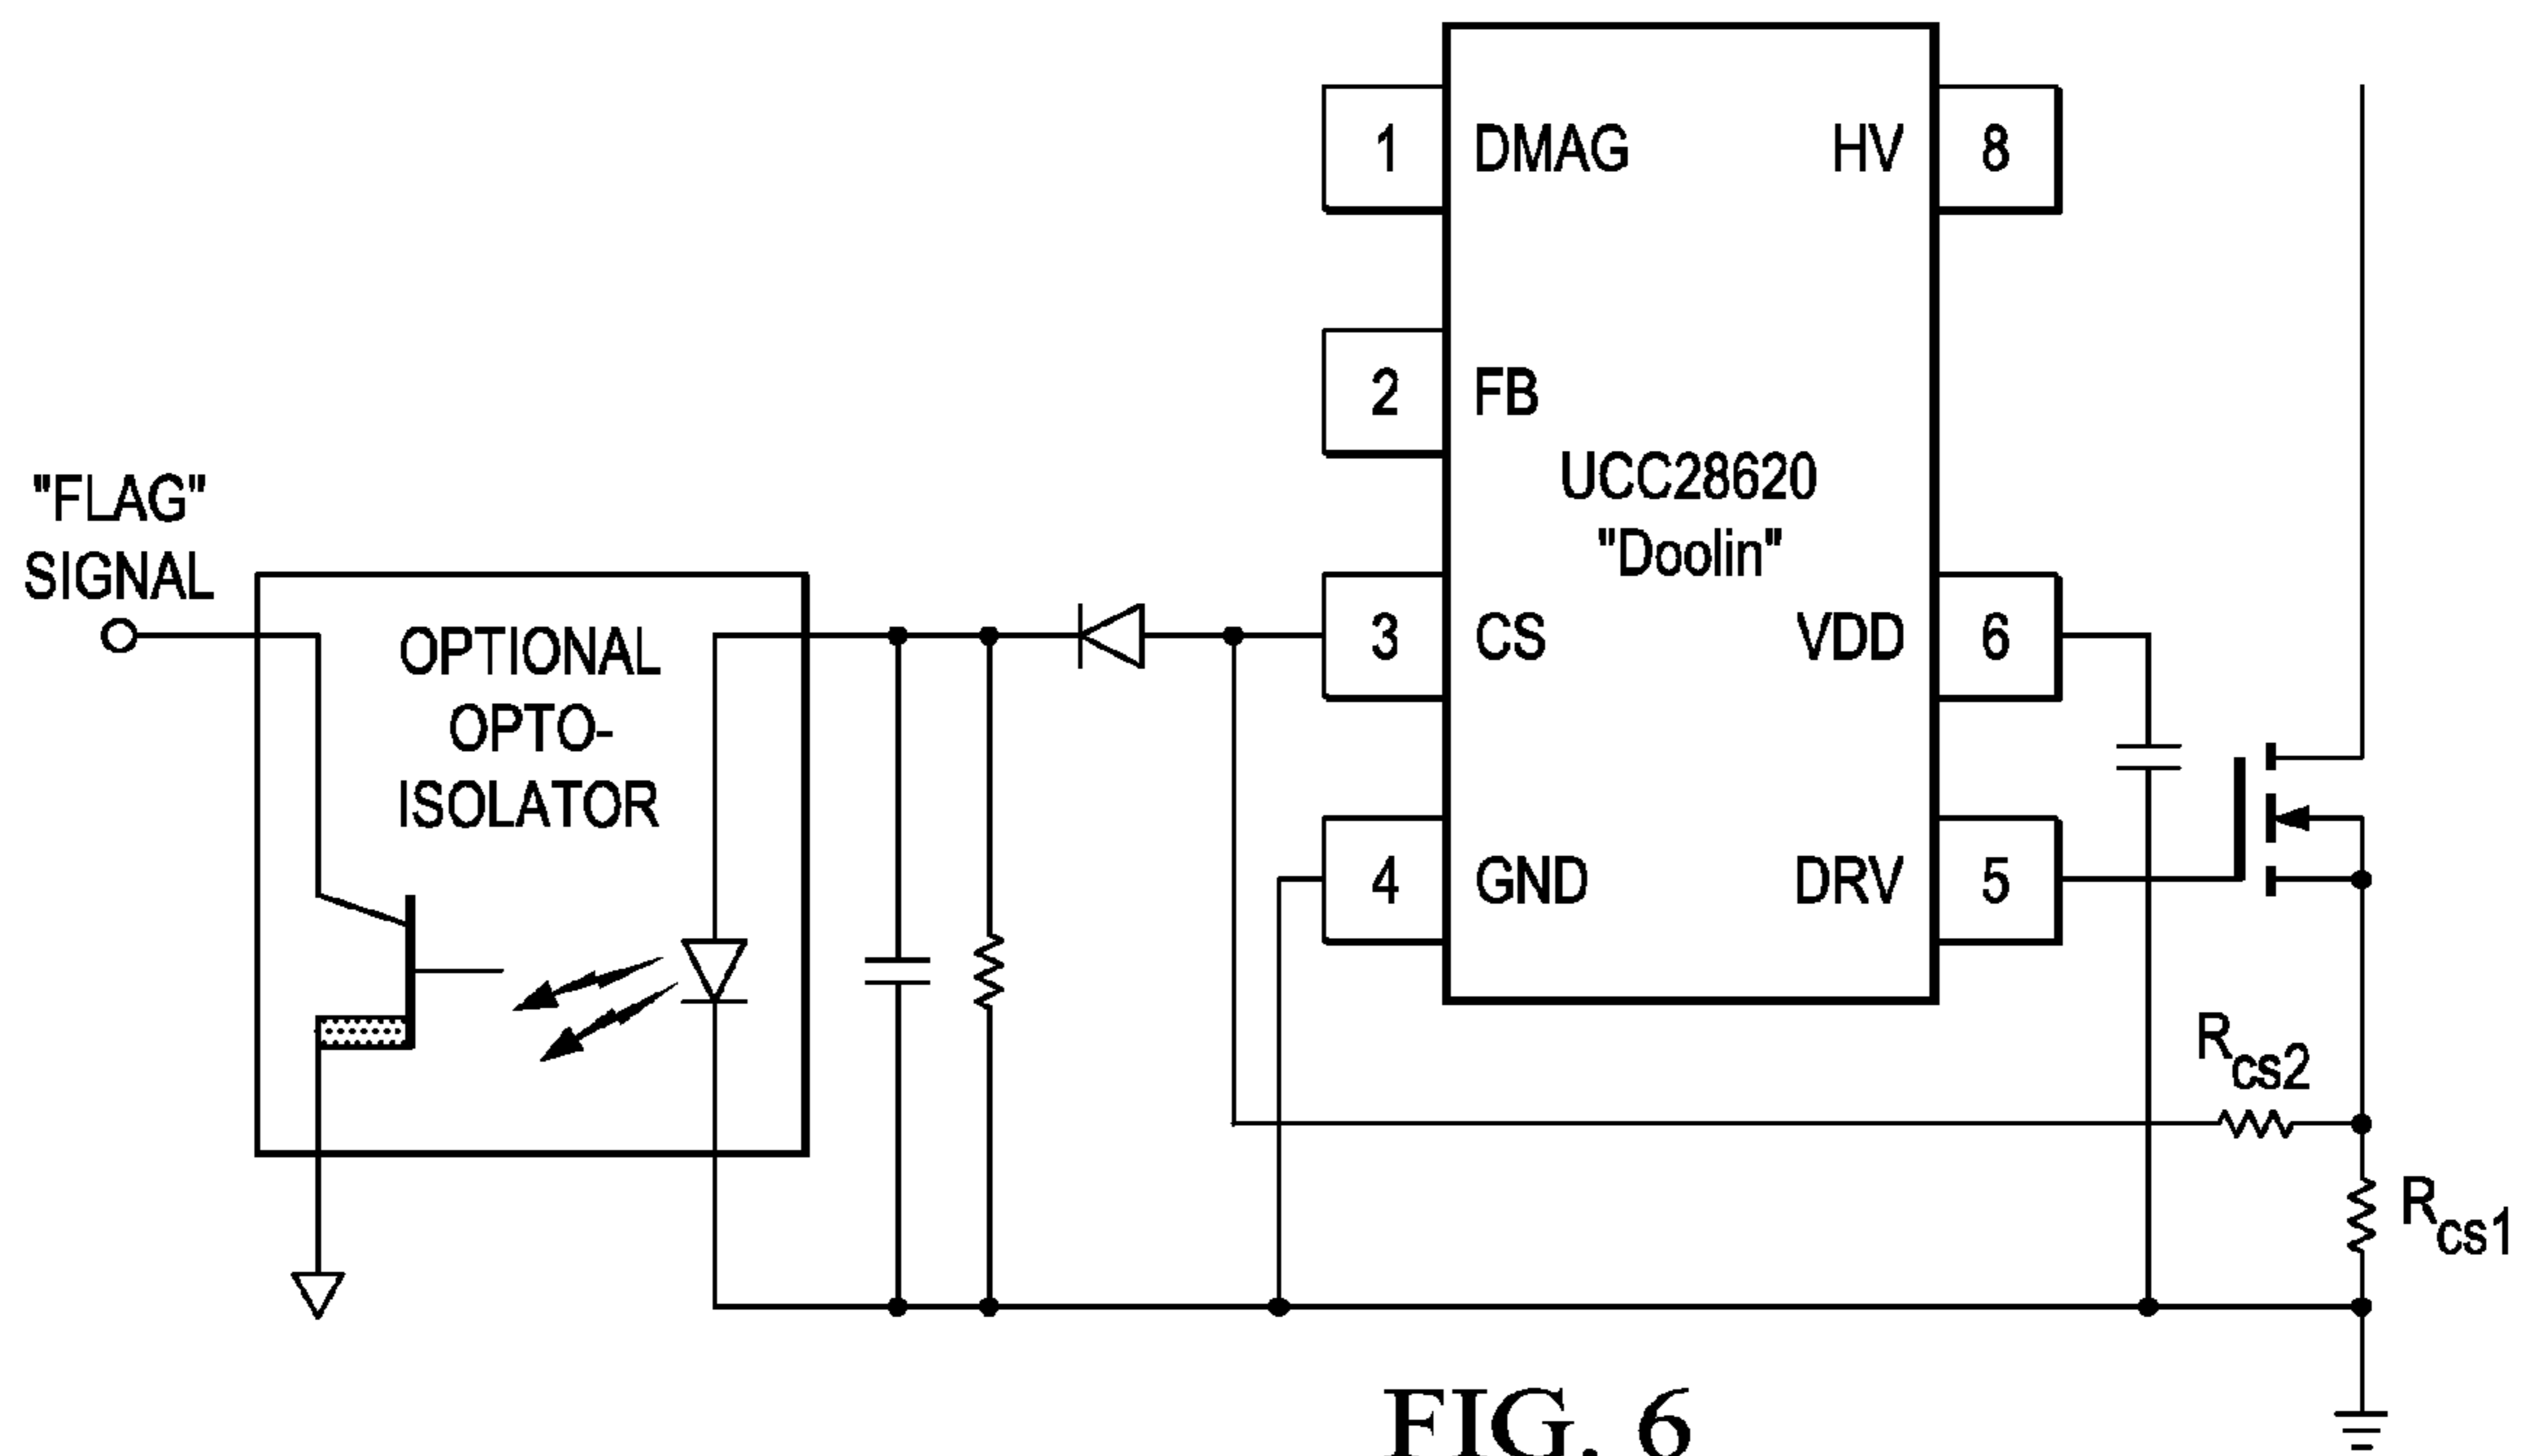 "FLAG"
SIGNAL
OPTIONAL
OPTO-
ISOLATOR
1
DMAG
2
FB
3
CS
4
GND
UCC28620
"Doolin"
HV
8
VDD
6
DRV
5
Rcs2
Rcs1
FIG. 6